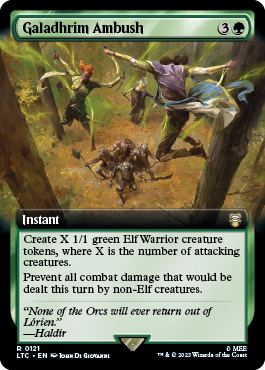 Galadhrim Ambush 3
Instant
Create X 1/1 green Elf Warrior creature
tokens, where X is the number of attacking
creatures.
Prevent all combat damage that would be
dealt this turn by non-Elf creatures.
“None of the Orcs will ever return out of
Lórien.”
—Haldir
R 0121
LTC • EN JOHN DI GIOVANNI
© MEE
™ & © 2023 Wizards of the Coast